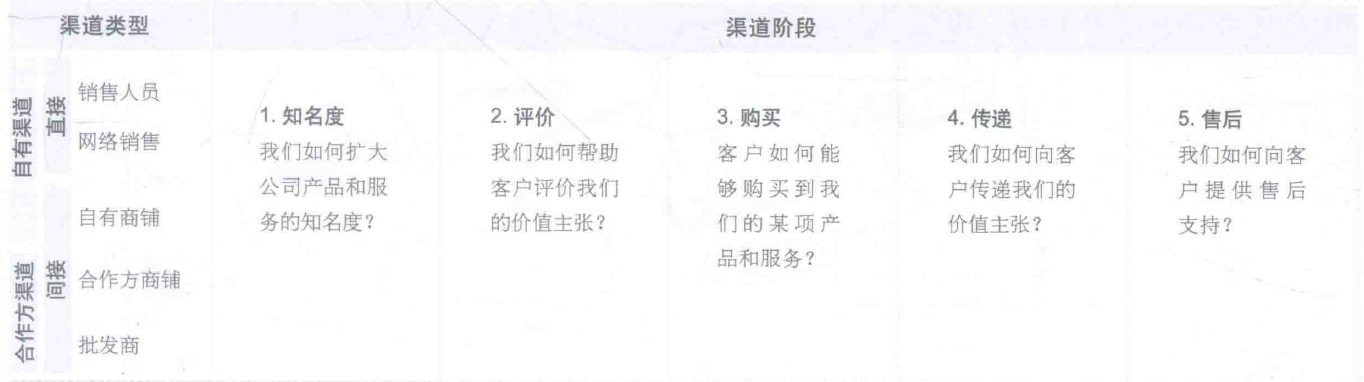 渠道类型
渠道阶段
自有渠道
直接
销售人员
网络销售
自有商铺
合作方渠道
间接
合作方商铺
批发商
1. 知名度
我们如何扩大
公司产品和服
务的知名度？
2. 评价
我们如何帮助
客户评价我们
的价值主张？
3. 购买
客户如何能
够购买到我
们的某项产
品和服务？
4. 传递
我们如何向客
户传递我们的
价值主张？
5. 售后
我们如何向客
户提供售后
支持？